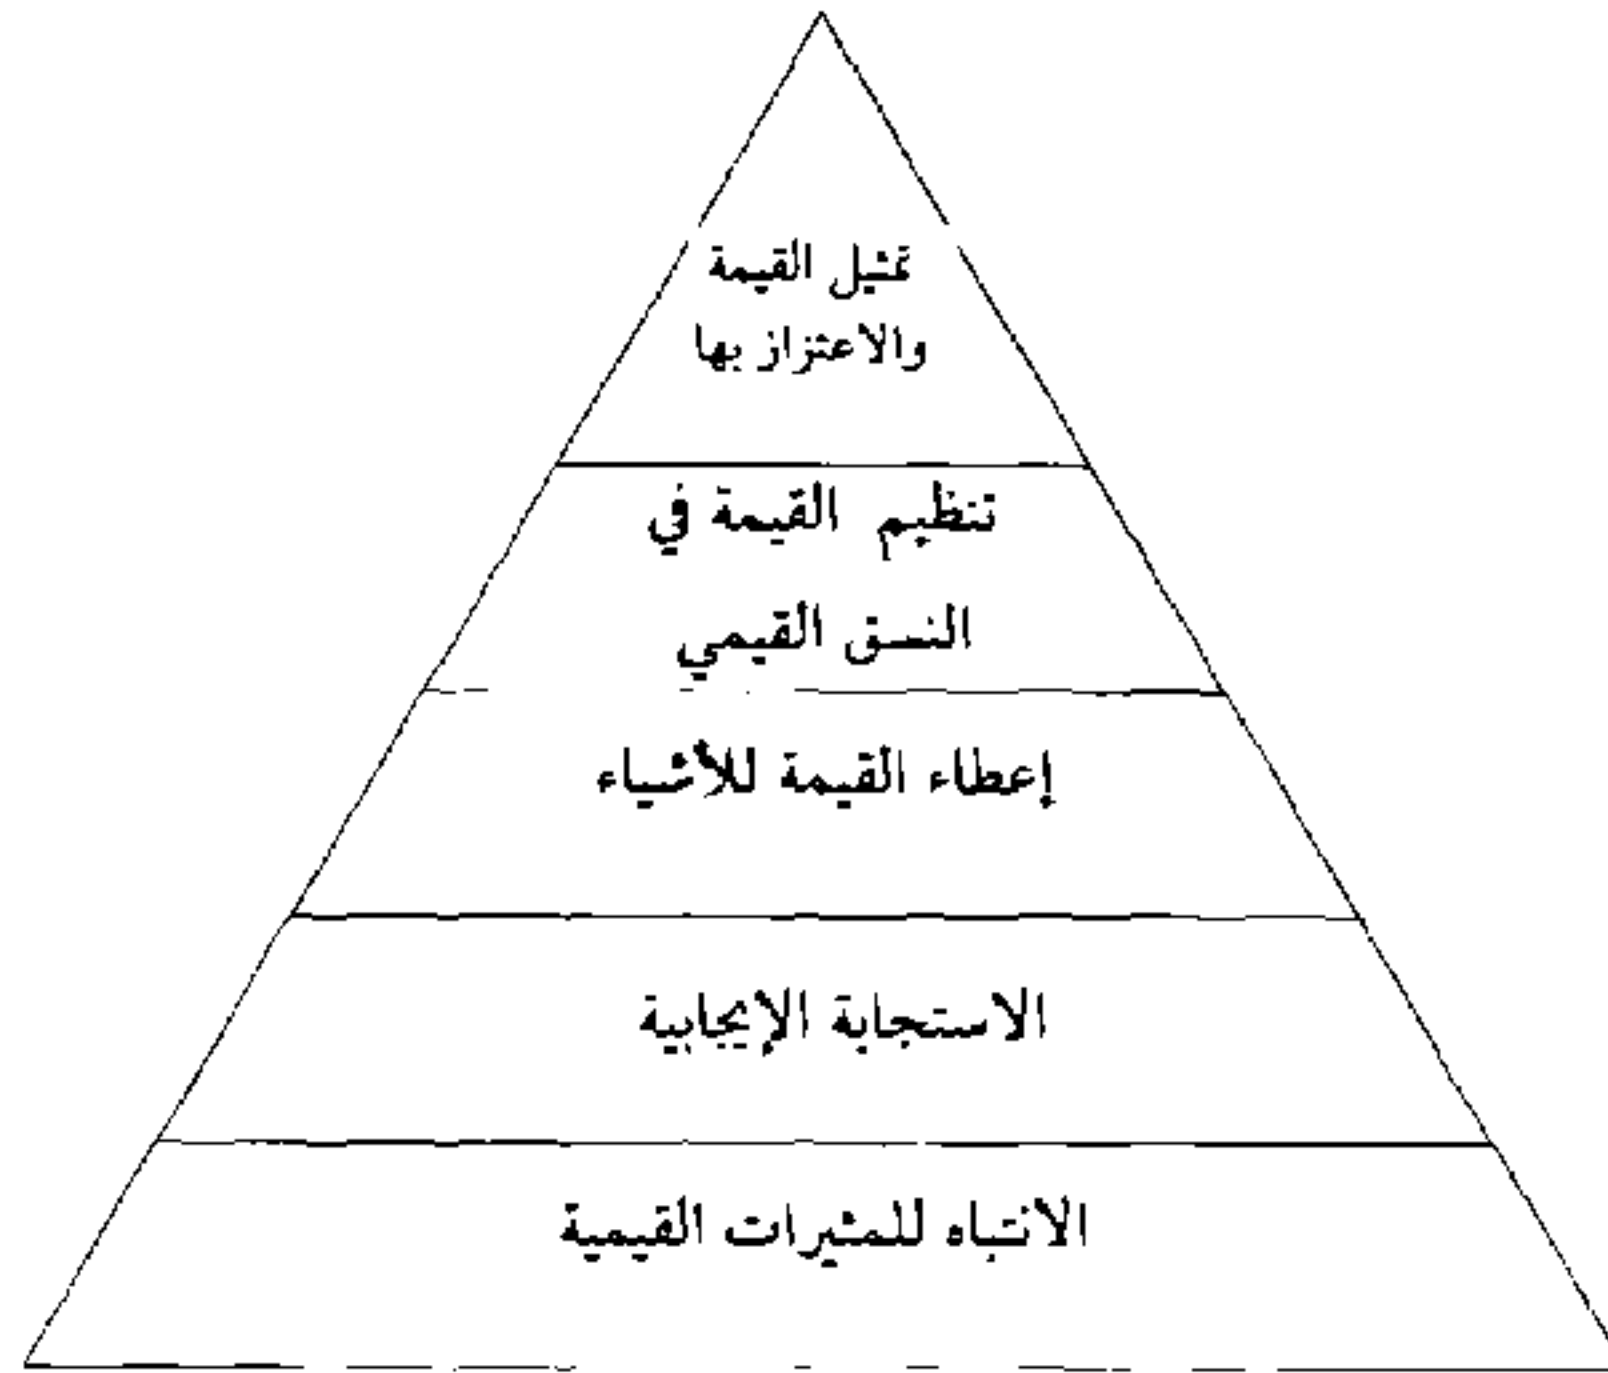 تمثيل القيمة
والاعتزاز بها
تنظيم القيمة في
النسق القيمي
إعطاء القيمة للأشياء
الاستجابة الإيجابية
الانتباه للمثيرات القيمية